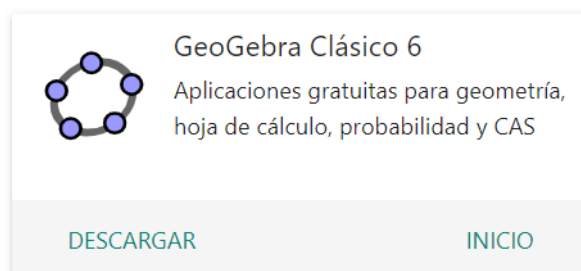 GeoGebra Clásico 6
Aplicaciones gratuitas para geometría,
hoja de cálculo, probabilidad y CAS
DESCARGAR
INICIO